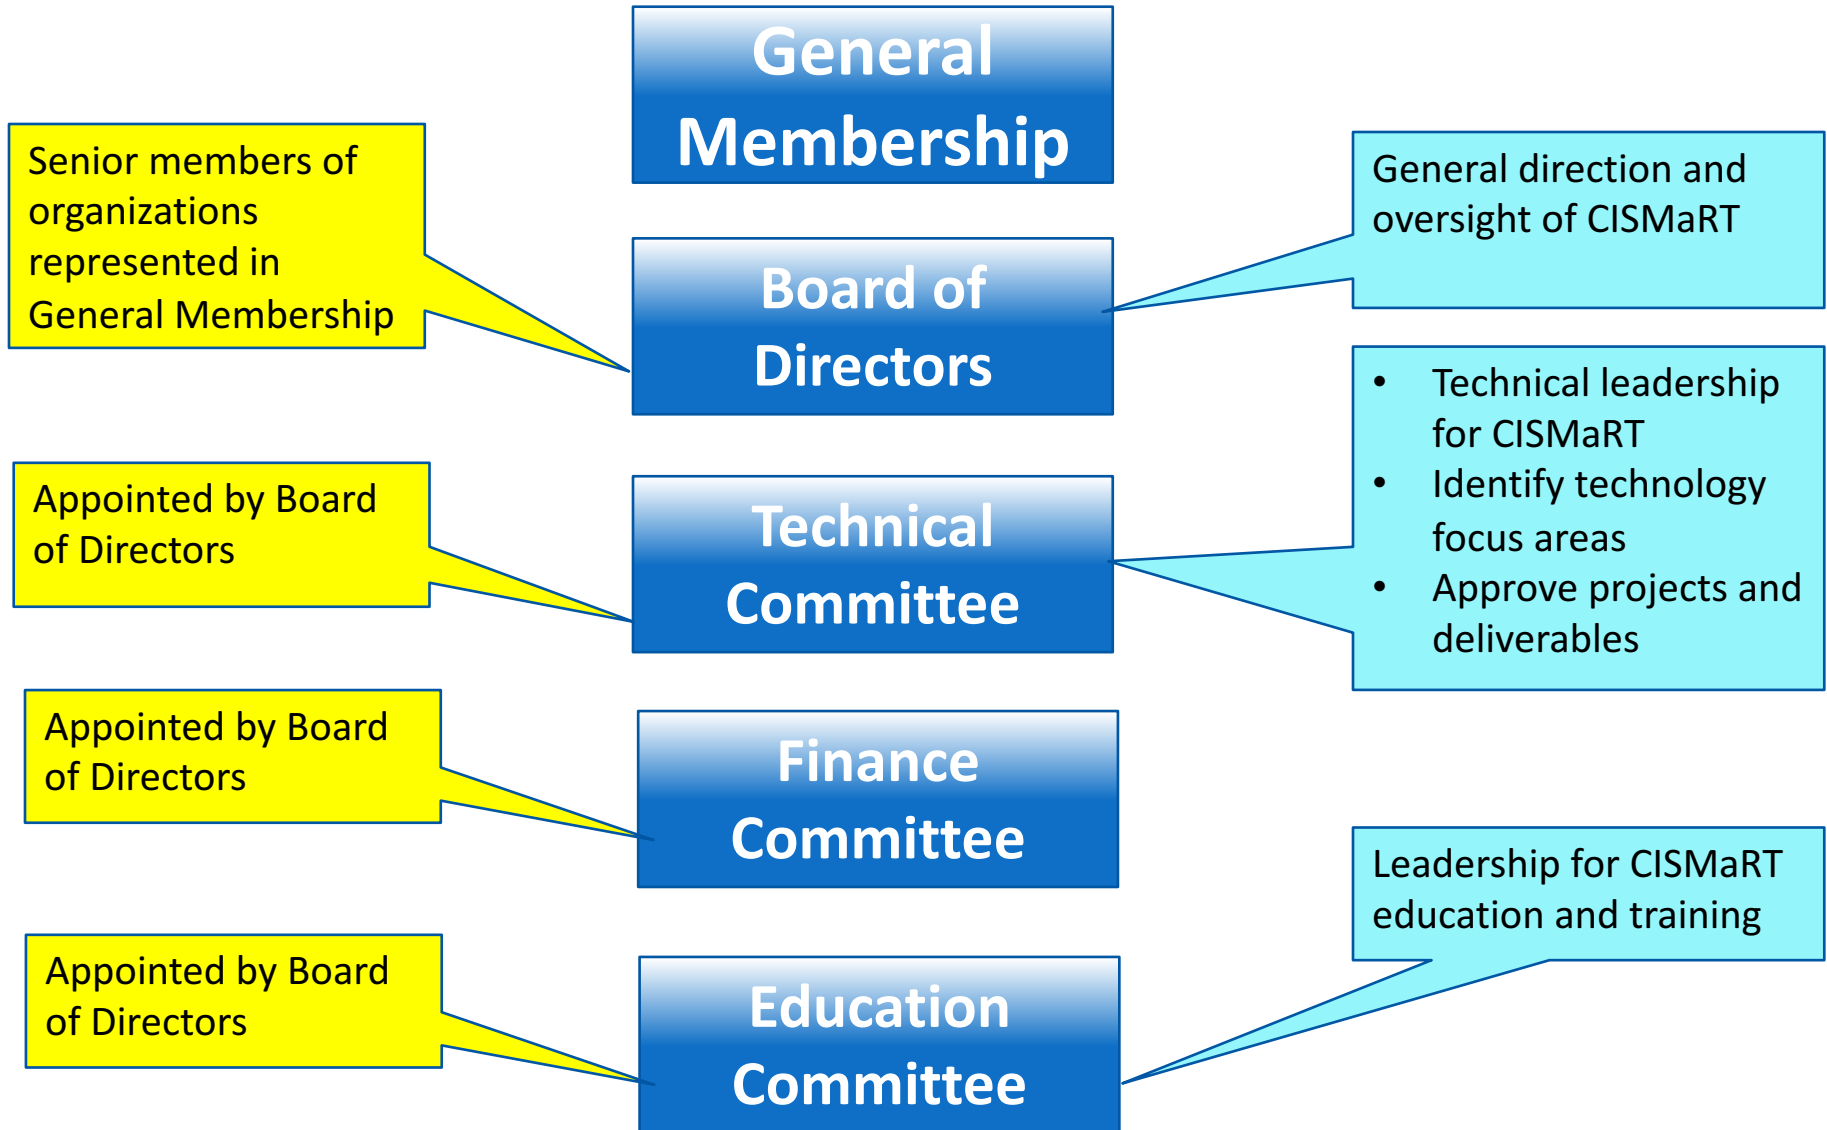 General
Membership
Senior members of
organizations
represented in
General Membership
Board of
Directors
General direction and
oversight of CISMaRT
Appointed by Board
of Directors
Technical
Committee
• Technical leadership
for CISMaRT
• Identify technology
focus areas
• Approve projects and
deliverables
Appointed by Board
of Directors
Finance
Committee
Appointed by Board
of Directors
Education
Committee
Leadership for CISMaRT
education and training